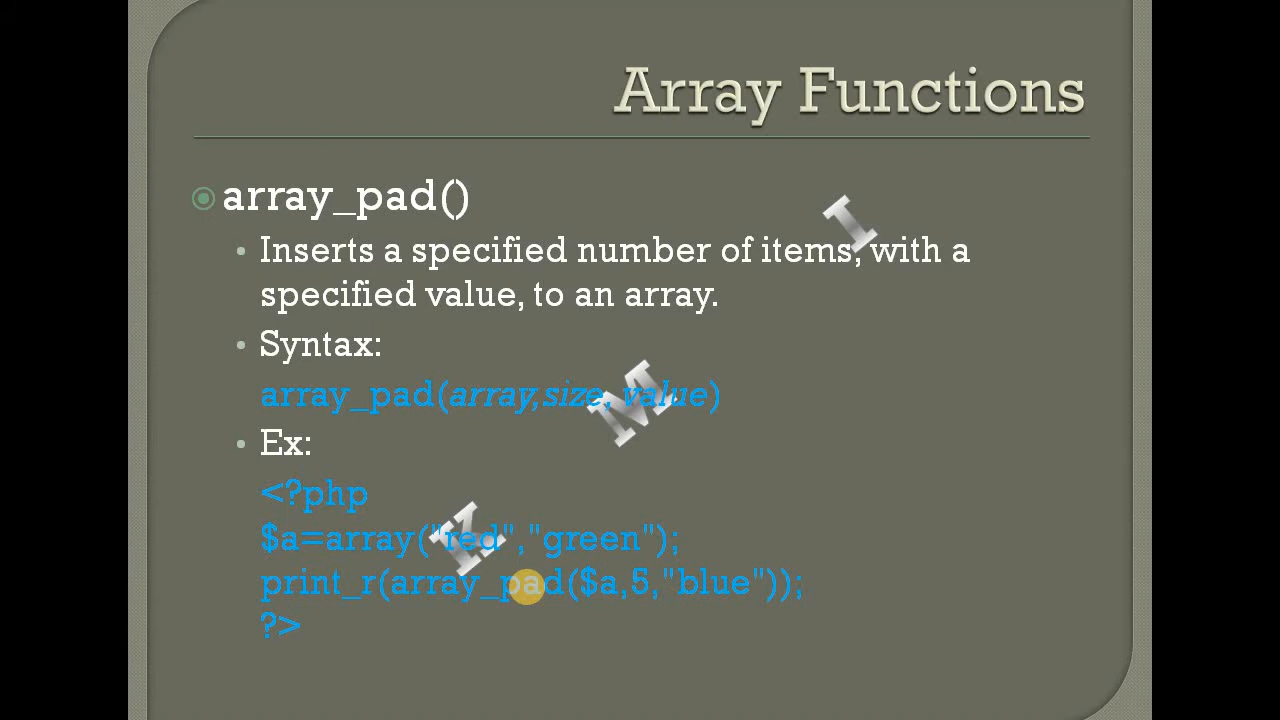 Array Functions
array_pad()
Inserts a specified number of items, with a
specified value, to an array.
Syntax:
array_pad(array,size, value)
Ex:
<?php
$a=array("red","green");
print_r(array_pad($a,5,"blue"));
?>
K
M
I